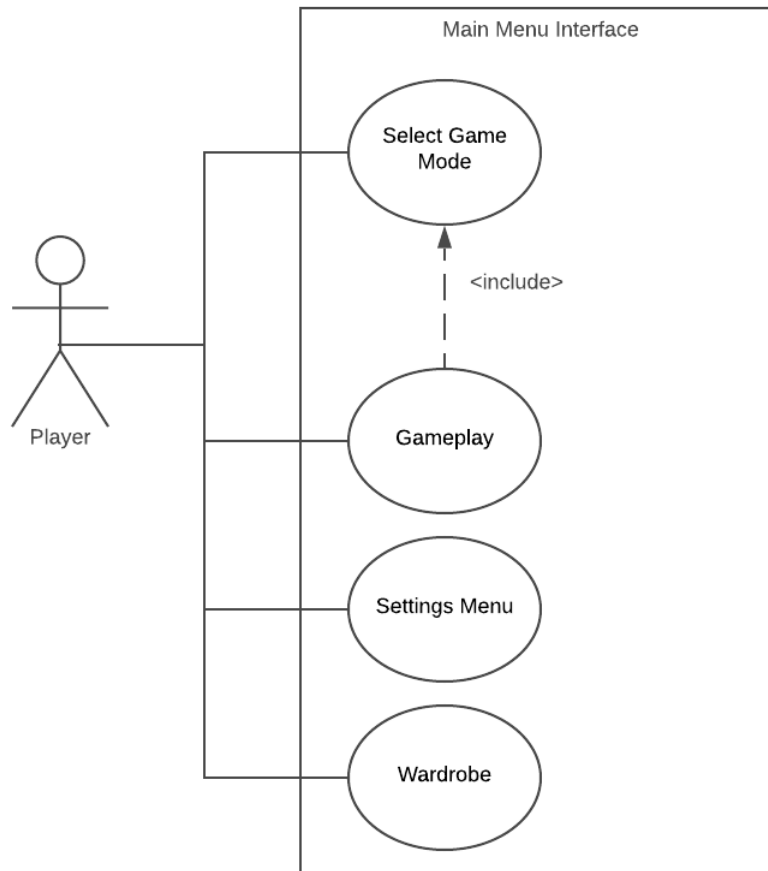 Main Menu Interface
Select Game
Mode
<include>
Player
Gameplay
Settings Menu
Wardrobe